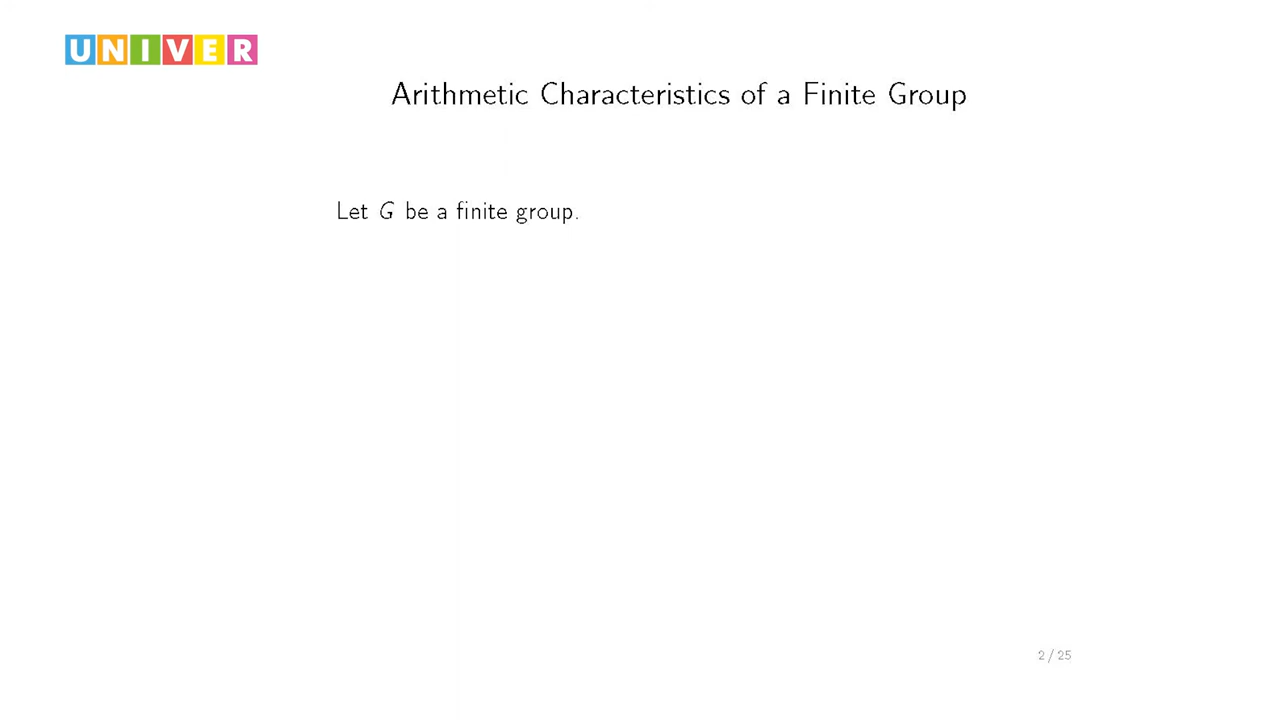 UNIVER
Arithmetic Characteristics of a Finite Group
Let G be a finite group.
2 / 25